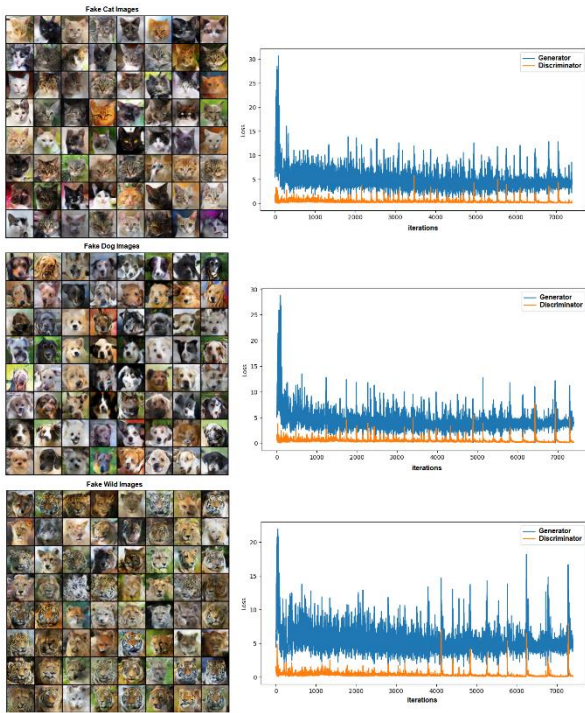 Fake Cat Images
Generator
Discriminator
30
25
20
15
10
5
0
Loss
0 1000 2000 3000 4000 5000 6000 7000
iterations
Fake Dog Images
Generator
Discriminator
30
25
20
15
10
5
0
Loss
0 1000 2000 3000 4000 5000 6000 7000
iterations
Fake Wild Images
Generator
Discriminator
20
15
10
5
0
Loss
0 1000 2000 3000 4000 5000 6000 7000
iterations